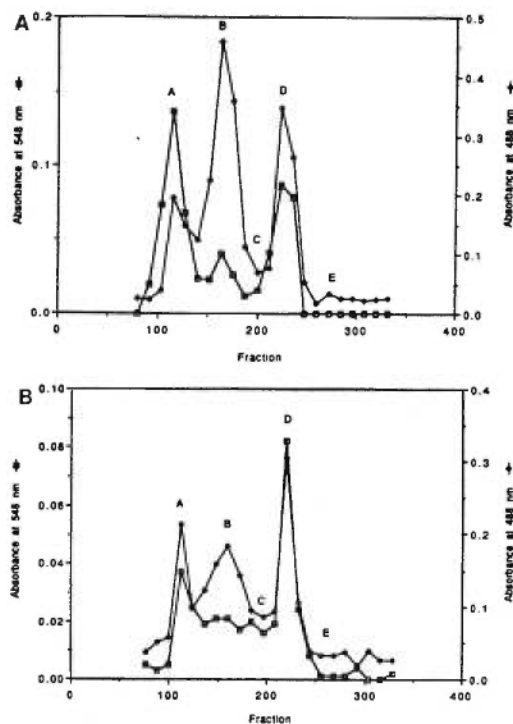 A
0.2
0.1
0.0
0
100
200
300
400
Fraction
Absorbance at 548 nm
0.5
0.4
0.3
0.2
0.1
0.0
Absorbance at 488 nm
A
B
C
D
E
B
0.10
0.08
0.06
0.04
0.02
0.00
0
100
200
300
400
Fraction
Absorbance at 548 nm
0.4
0.3
0.2
0.1
0.0
Absorbance at 488 nm
A
B
C
D
E